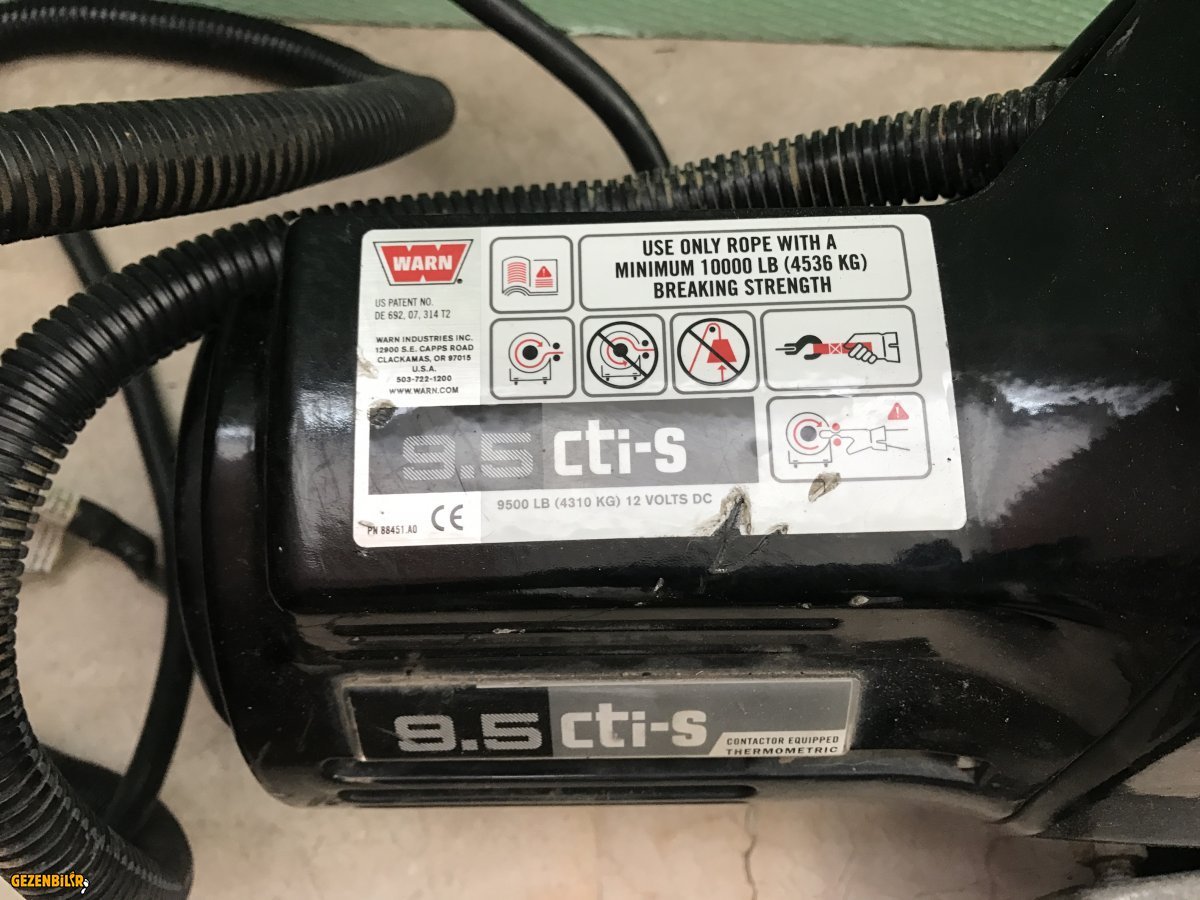 WARN
US PATENT NO.
DE 692, 07, 314 T2
WARN INDUSTRIES INC.
12900 S.E. CAPPS ROAD
CLACKAMAS, OR 97015
U.S.A.
503-722-1200
WWW.WARN.COM
USE ONLY ROPE WITH A
MINIMUM 10000 LB (4536 KG)
BREAKING STRENGTH
9.5 cti-s
9500 LB (4310 KG) 12 VOLTS DC
PN 88451.A0 CE
9.5 cti-s
CONTACTOR EQUIPPED
THERMOMETRIC
GEZENBİLİR